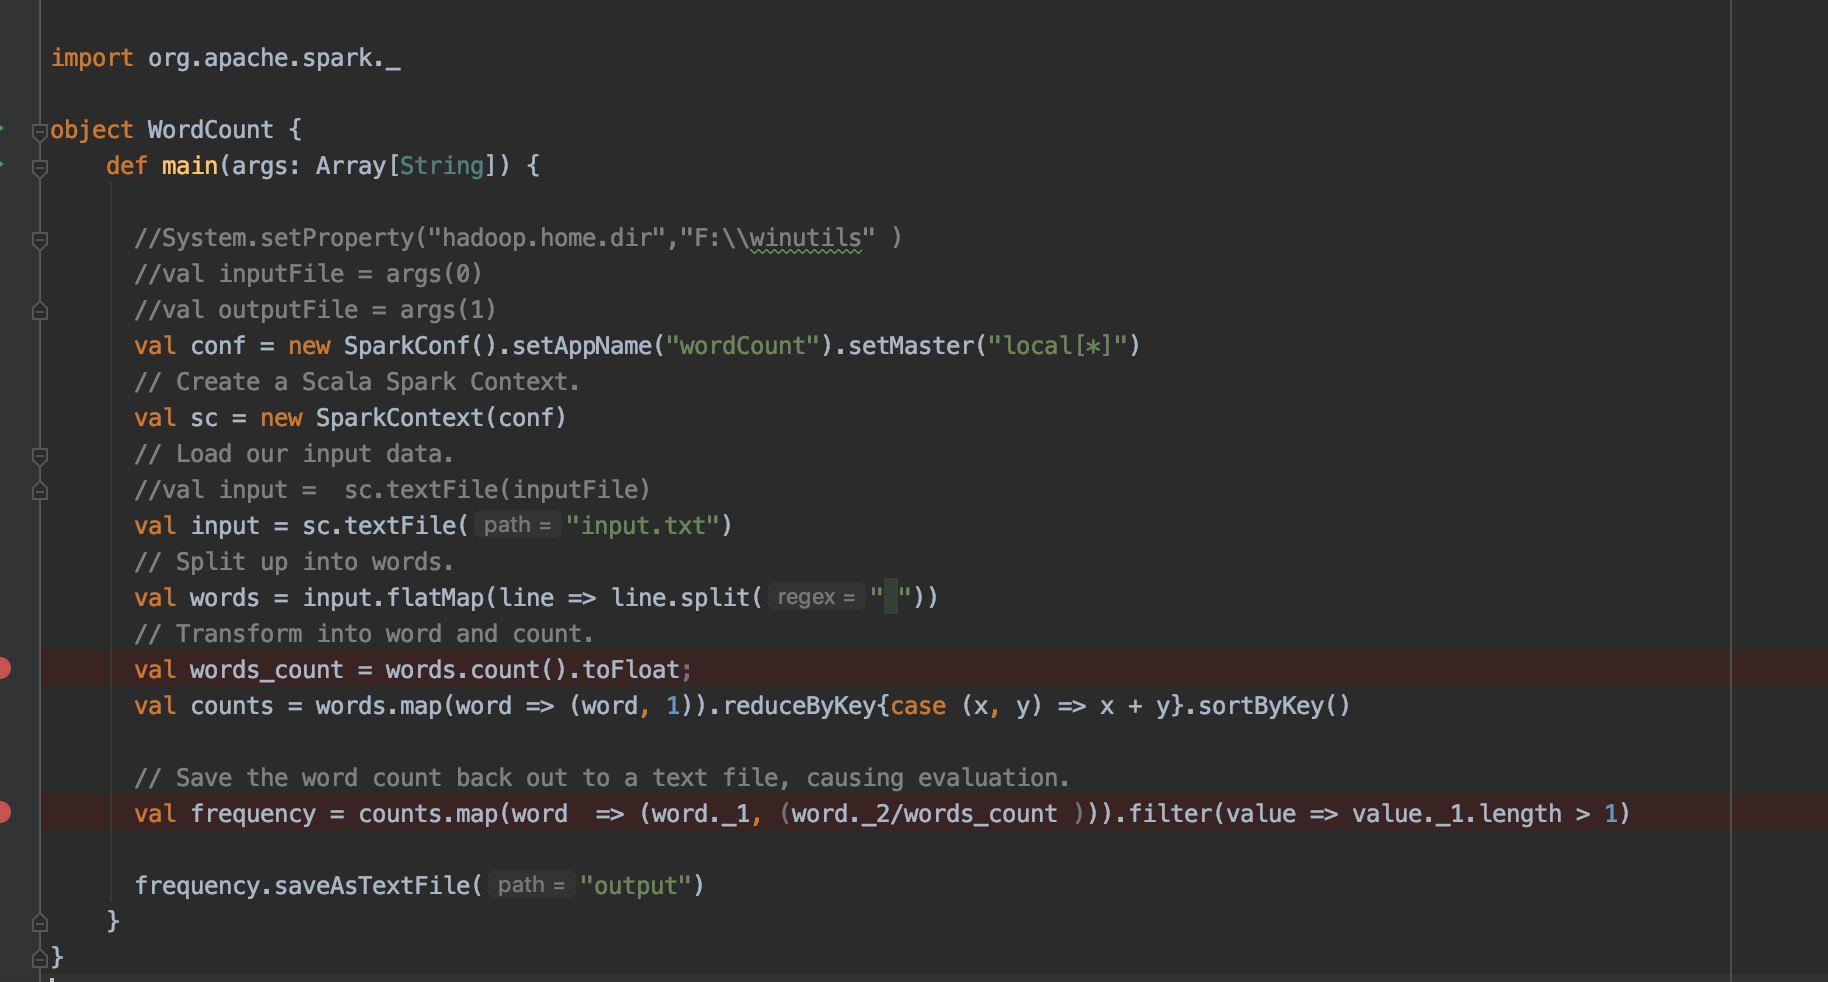 import org.apache.spark._
object WordCount {
def main(args: Array[String]) {
//System.setProperty("hadoop.home.dir","F:\\winutils" )
//val inputFile = args(0)
//val outputFile = args(1)
val conf = new SparkConf().setAppName("wordCount").setMaster("local[*]")
// Create a Scala Spark Context.
val sc = new SparkContext(conf)
// Load our input data.
//val input =  sc.textFile(inputFile)
val input = sc.textFile( path = "input.txt")
// Split up into words.
val words = input.flatMap(line => line.split( regex = " "))
// Transform into word and count.
val words_count = words.count().toFloat;
val counts = words.map(word => (word, 1)).reduceByKey{case (x, y) => x + y}.sortByKey()
// Save the word count back out to a text file, causing evaluation.
val frequency = counts.map(word  => (word._1, (word._2/words_count ))).filter(value => value._1.length > 1)
frequency.saveAsTextFile( path = "output")
}
}